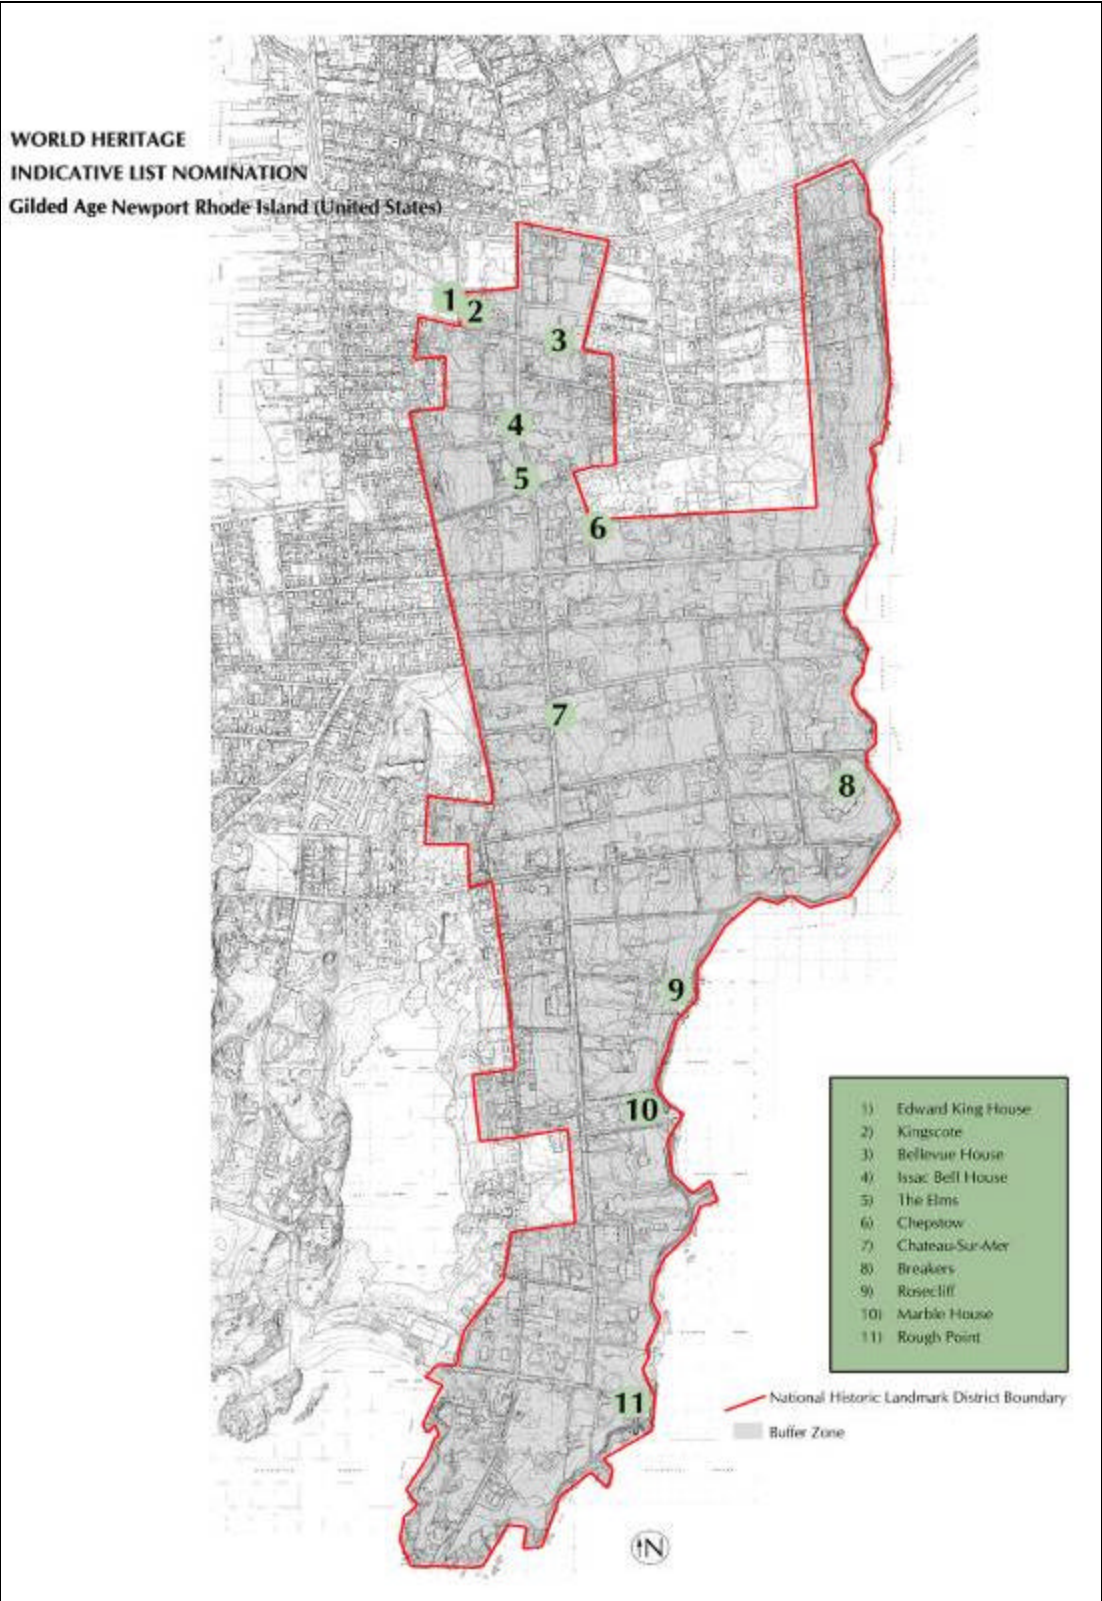 WORLD HERITAGE
INDICATIVE LIST NOMINATION
Gilded Age Newport Rhode Island (United States)
1
2
3
4
5
6
7
8
9
10
11
1) Edward King House
2) Kingscote
3) Bellevue House
4) Issac Bell House
5) The Elms
6) Chepstow
7) Chateau-Sur-Mer
8) Breakers
9) Rosecliff
10) Marble House
11) Rough Point
National Historic Landmark District Boundary
Buffer Zone
N